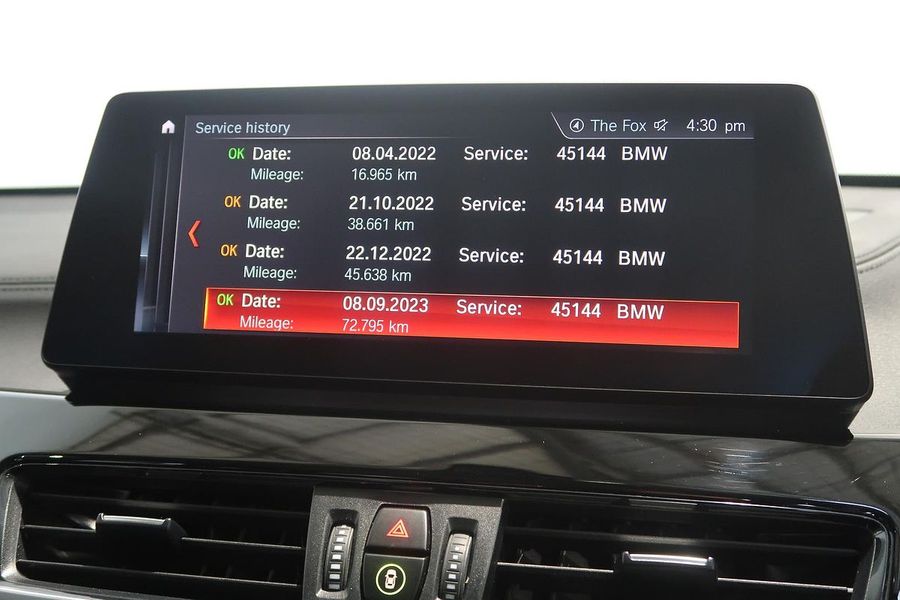 Service history The Fox 4:30 pm
OK Date: 08.04.2022 Service: 45144 BMW
Mileage: 16.965 km
OK Date: 21.10.2022 Service: 45144 BMW
Mileage: 38.661 km
OK Date: 22.12.2022 Service: 45144 BMW
Mileage: 45.638 km
OK Date: 08.09.2023 Service: 45144 BMW
Mileage: 72.795 km